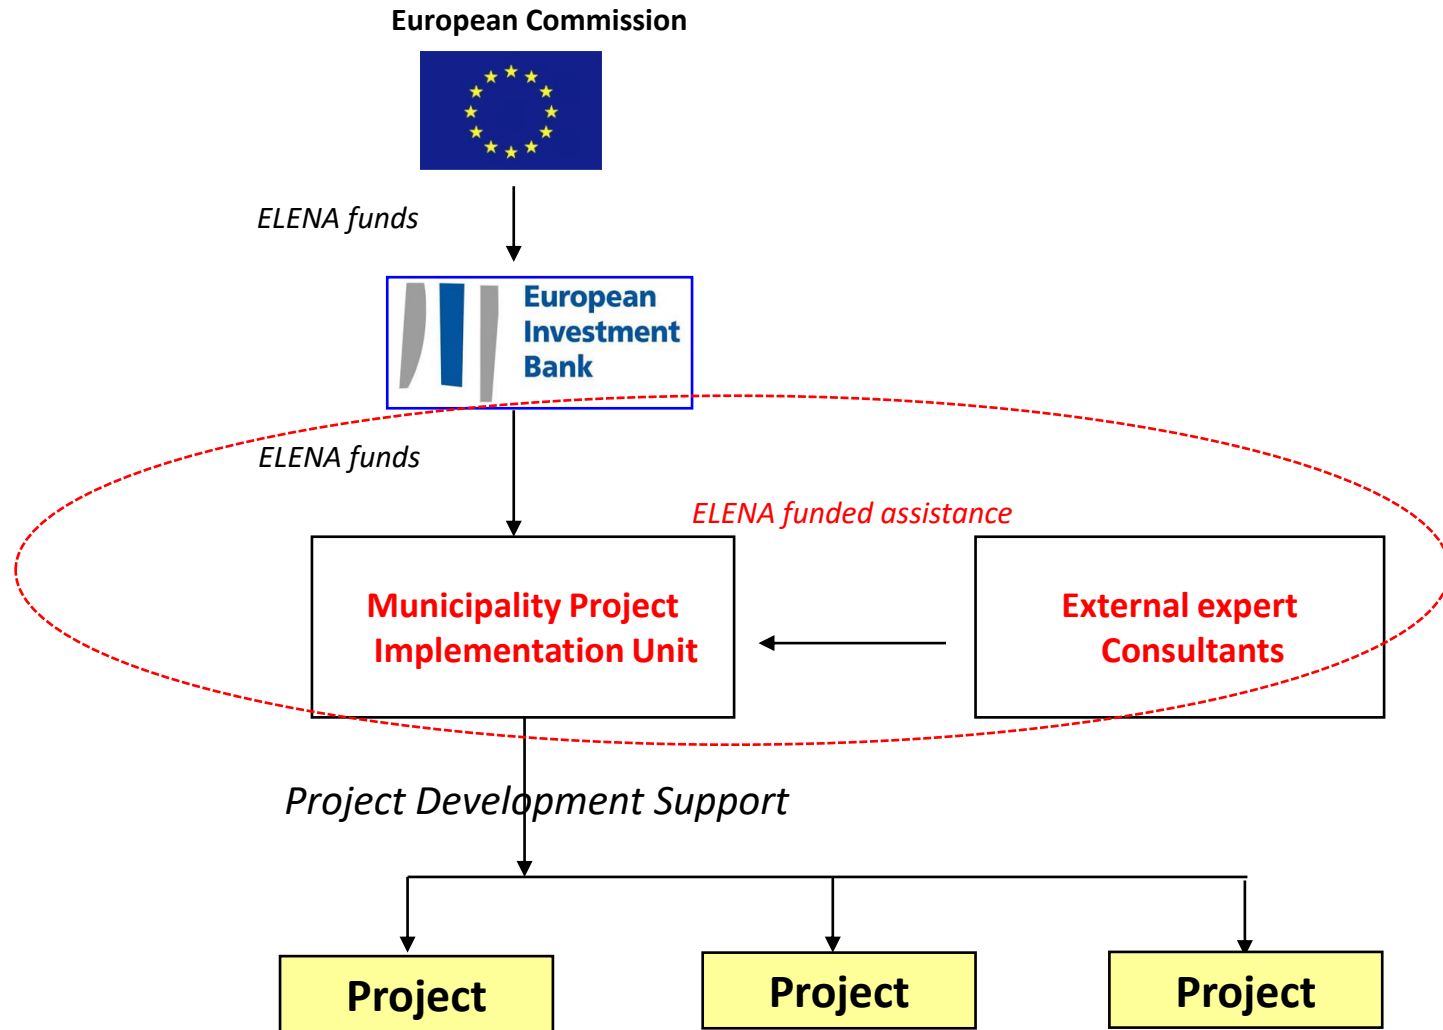 European Commission
ELENA funds
European
Investment
Bank
ELENA funds
ELENA funded assistance
Municipality Project
Implementation Unit
External expert
Consultants
Project Development Support
Project
Project
Project